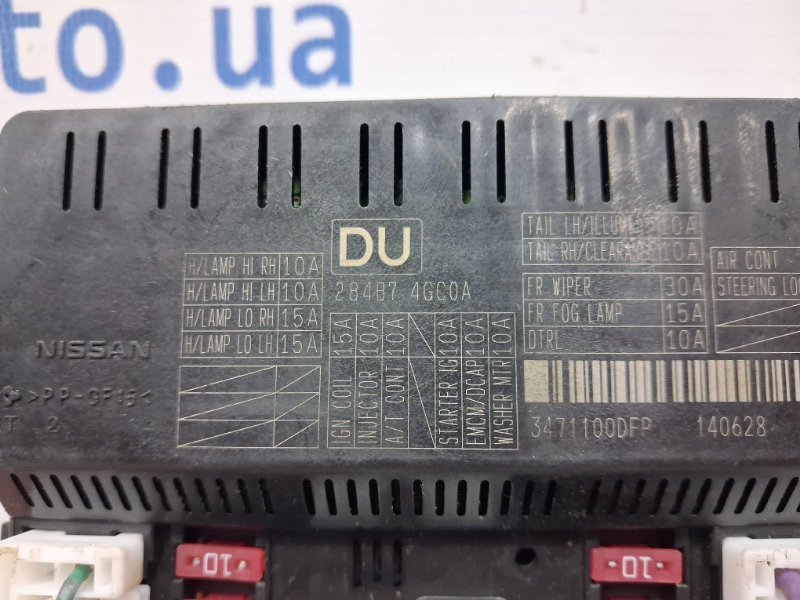 to.ua
DU
284B7 4GC0A
H/LAMP HI RH 10A
H/LAMP HI LH 10A
H/LAMP LO RH 15A
H/LAMP LO LH 15A
NISSAN
>PP-GF15<
T 2
IGN COIL 15A
INJECTOR 10A
A/T CONT 10A
STARTER IG 10A
EMCM/DCAP 10A
WASHER MTR 10A
TAIL LH/ILLUM 10A
TAIL RH/CLEARA 10A
FR WIPER 30A
FR FOG LAMP 15A
DTRL 10A
AIR CONT -
STEERING LO
3471100DFP 140628
10
10